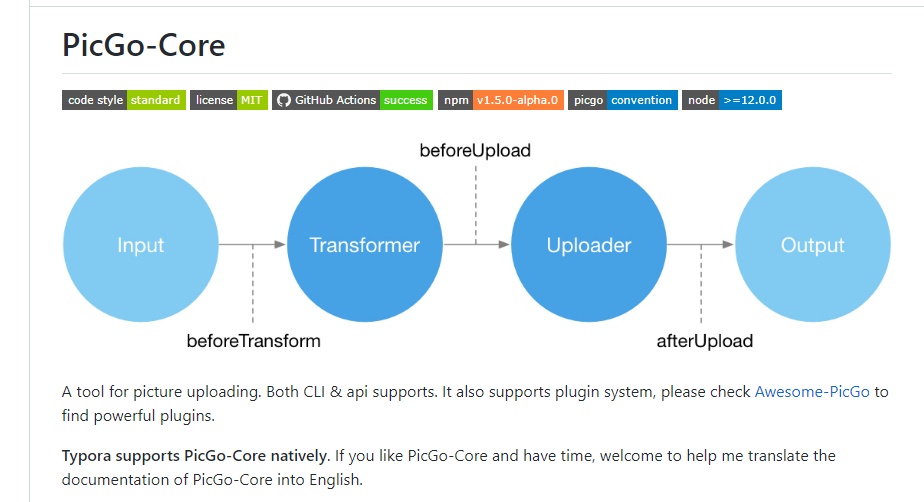 PicGo-Core
code style standard license MIT GitHub Actions success npm v1.5.0-alpha.0 picgo convention node >=12.0.0
beforeUpload
Input Transformer Uploader Output
beforeTransform afterUpload
A tool for picture uploading. Both CLI & api supports. It also supports plugin system, please check Awesome-PicGo to
find powerful plugins.
Typora supports PicGo-Core natively. If you like PicGo-Core and have time, welcome to help me translate the
documentation of PicGo-Core into English.